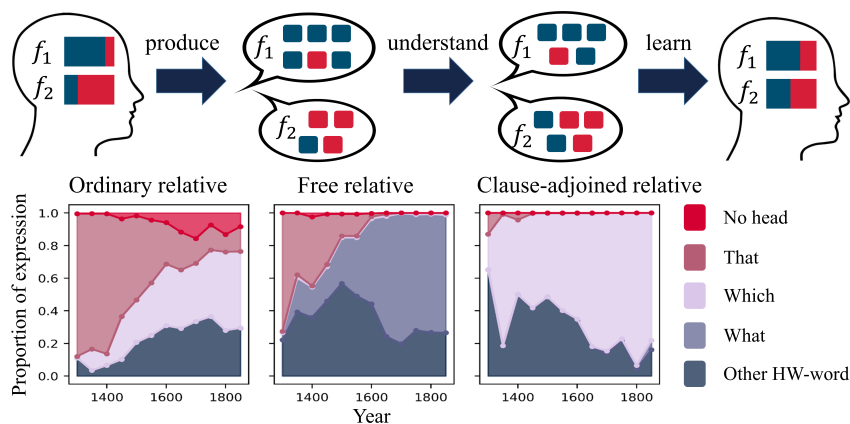 produce understand learn
f1 f1 f1 f1
f2 f2 f2 f2
Ordinary relative Free relative Clause-adjoined relative
Proportion of expression
1.0
0.8
0.6
0.4
0.2
0.0
1400 1600 1800 1400 1600 1800 1400 1600 1800
Year
No head
That
Which
What
Other HW-word